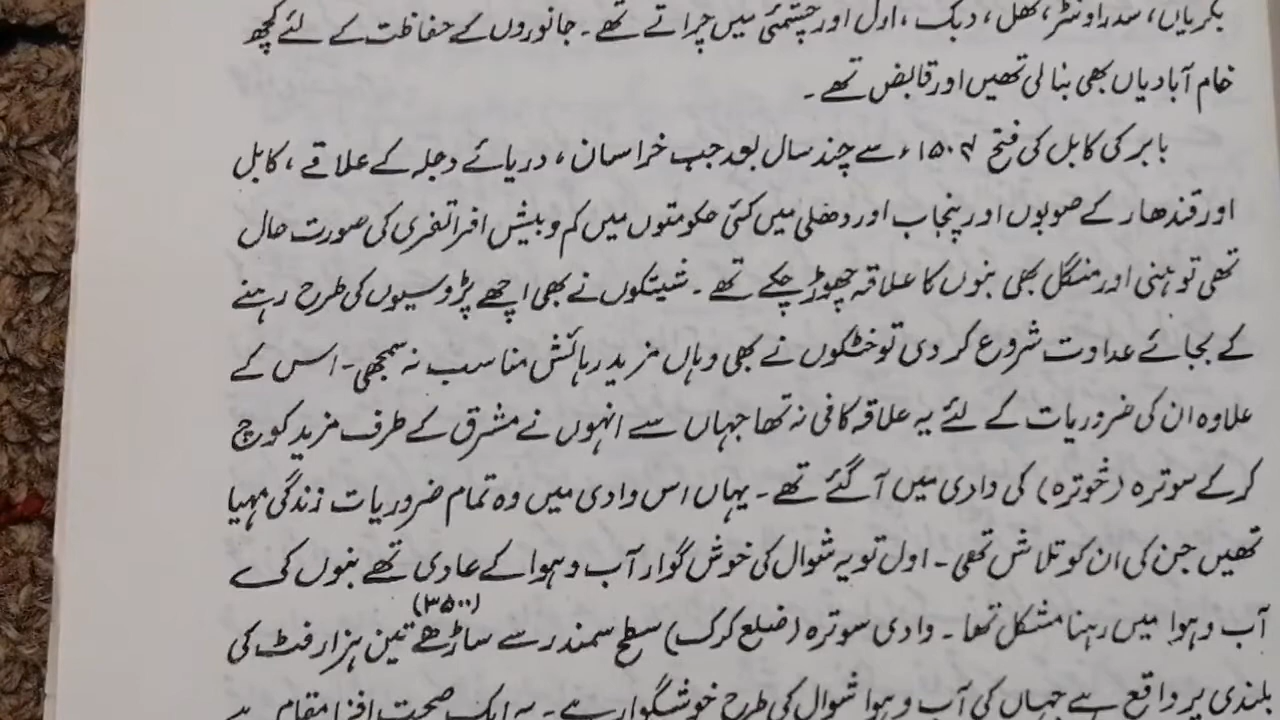 بکریاں، سدراونٹر، کھل، دبک، ارل اور چشمئی میں چراتے تھے۔ جانوروں کے حفاظت کے لئے کچھ
خام آبادیاں بھی بنالی تھیں اور قابض تھے۔
بابر کی کابل کی فتح ۱۵۰۴ء سے چند سال بعد جب خراسان، دریائے دجلہ کے علاقے، کابل
اور قندھار کے صوبوں اور پنجاب اور دھلی میں کئی حکومتوں میں کم و بیش افراتفری کی صورت حال
تھی تو ہنی اور منگل بھی بنوں کا علاقہ چھوڑ چکے تھے۔ شیتکوں نے بھی اچھے پڑوسیوں کی طرح رہنے
کے بجائے عداوت شروع کر دی تو خٹکوں نے بھی وہاں مزید رہائش مناسب نہ سمجھی۔ اس کے
علاوہ ان کی ضروریات کے لئے یہ علاقہ کافی نہ تھا جہاں سے انہوں نے مشرق کے طرف مزید کوچ
کر کے سوترہ (څوترہ) کی وادی میں آگئے تھے۔ یہاں اس وادی میں وہ تمام ضروریات زندگی مہیا
تھیں جن کی ان کو تلاش تھی۔ اول تو یہ شوال کی خوش گوار آب و ہوا کے عادی تھے بنوں کے
(۳۵۰۰)
آب و ہوا میں رہنا مشکل تھا۔ وادی سوترہ (ضلع کرک) سطح سمندر سے ساڑھے تین ہزار فٹ کی
بلندی پر واقع ہے جہاں کی آب و ہوا شوال کی طرح خوشگوار ہے۔ یہ ایک صحت افزا مقام ہے